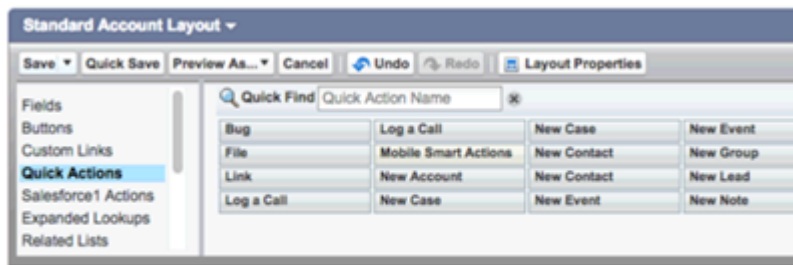 Standard Account Layout
Save Quick Save Preview As... Cancel Undo Redo Layout Properties
Fields
Buttons
Custom Links
Quick Actions
Salesforce1 Actions
Expanded Lookups
Related Lists
Quick Find Quick Action Name
Bug Log a Call New Case New Event
File Mobile Smart Actions New Contact New Group
Link New Account New Contact New Lead
Log a Call New Case New Event New Note